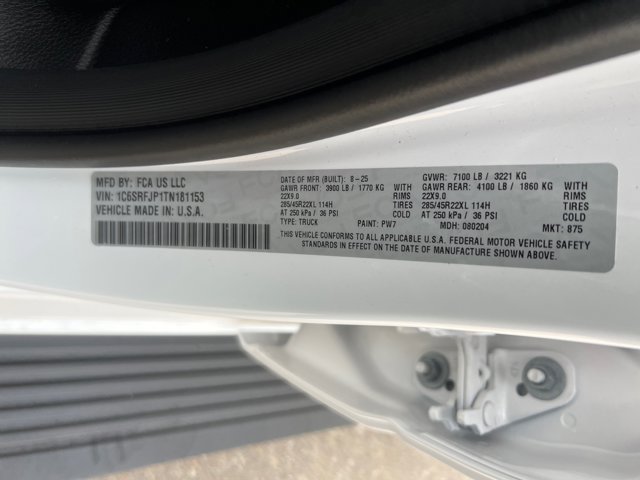 MFD BY: FCA US LLC
VIN: 1C6SRFJP1TN181153
VEHICLE MADE IN: U.S.A.
DATE OF MFR (BUILT): 8-25
GAWR FRONT: 3900 LB / 1770 KG
22X9.0 RIMS
285/45R22XL 114H TIRES
AT 250 kPa / 36 PSI COLD
TYPE: TRUCK PAINT: PW7
GVWR: 7100 LB / 3221 KG
GAWR REAR: 4100 LB / 1860 KG
22X9.0 RIMS
285/45R22XL 114H TIRES
AT 250 kPa / 36 PSI COLD
MDH: 080204 MKT: 875
THIS VEHICLE CONFORMS TO ALL APPLICABLE U.S.A. FEDERAL MOTOR VEHICLE SAFETY
STANDARDS IN EFFECT ON THE DATE OF MANUFACTURE SHOWN ABOVE.